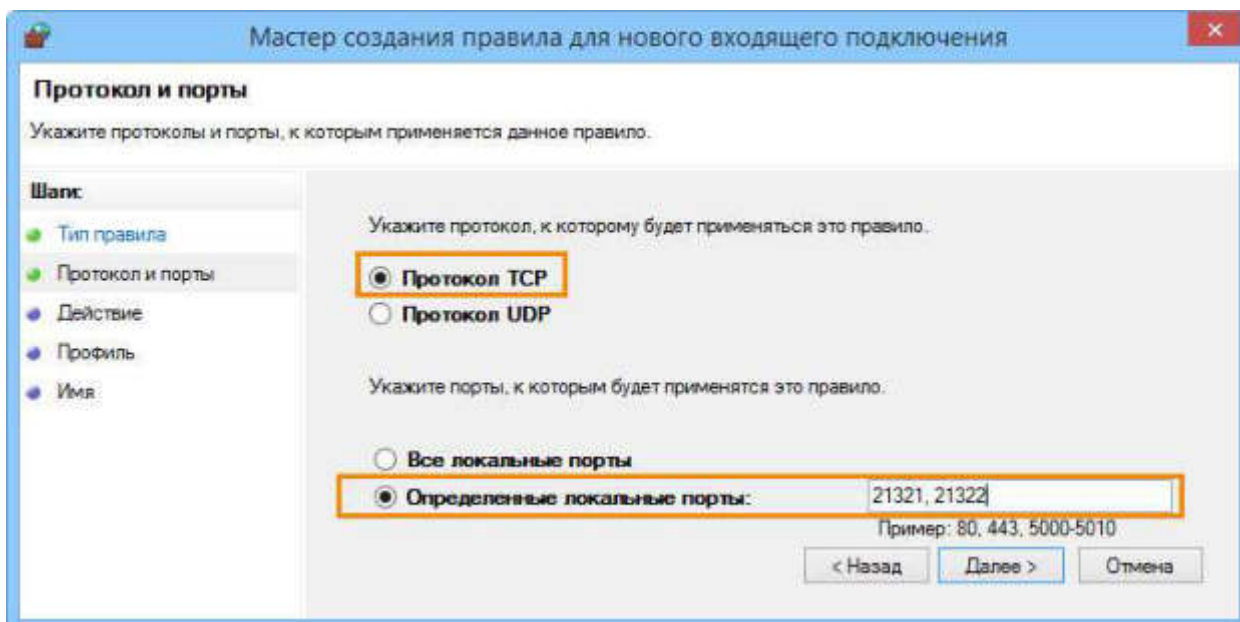 Мастер создания правила для нового входящего подключения
Протокол и порты
Укажите протоколы и порты, к которым применяется данное правило.
Шаги:
Тип правила
Протокол и порты
Действие
Профиль
Имя
Укажите протокол, к которому будет применяться это правило.
Протокол TCP
Протокол UDP
Укажите порты, к которым будет применятся это правило.
Все локальные порты
Определенные локальные порты: 21321, 21322
Пример: 80, 443, 5000-5010
< Назад Далее > Отмена